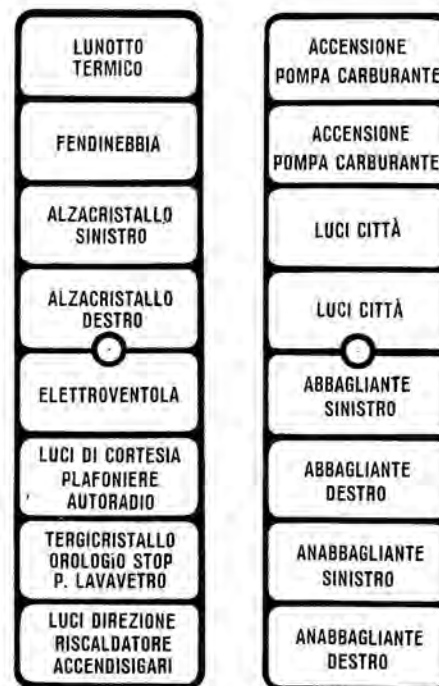 LUNOTTO
TERMICO
FENDINEBBIA
ALZACRISTALLO
SINISTRO
ALZACRISTALLO
DESTRO
ELETTROVENTOLA
LUCI DI CORTESIA
PLAFONIERE
AUTORADIO
TERGICRISTALLO
OROLOGIO STOP
P. LAVAVETRO
LUCI DIREZIONE
RISCALDATORE
ACCENDISIGARI
ACCENSIONE
POMPA CARBURANTE
ACCENSIONE
POMPA CARBURANTE
LUCI CITTÀ
LUCI CITTÀ
ABBAGLIANTE
SINISTRO
ABBAGLIANTE
DESTRO
ANABBAGLIANTE
SINISTRO
ANABBAGLIANTE
DESTRO